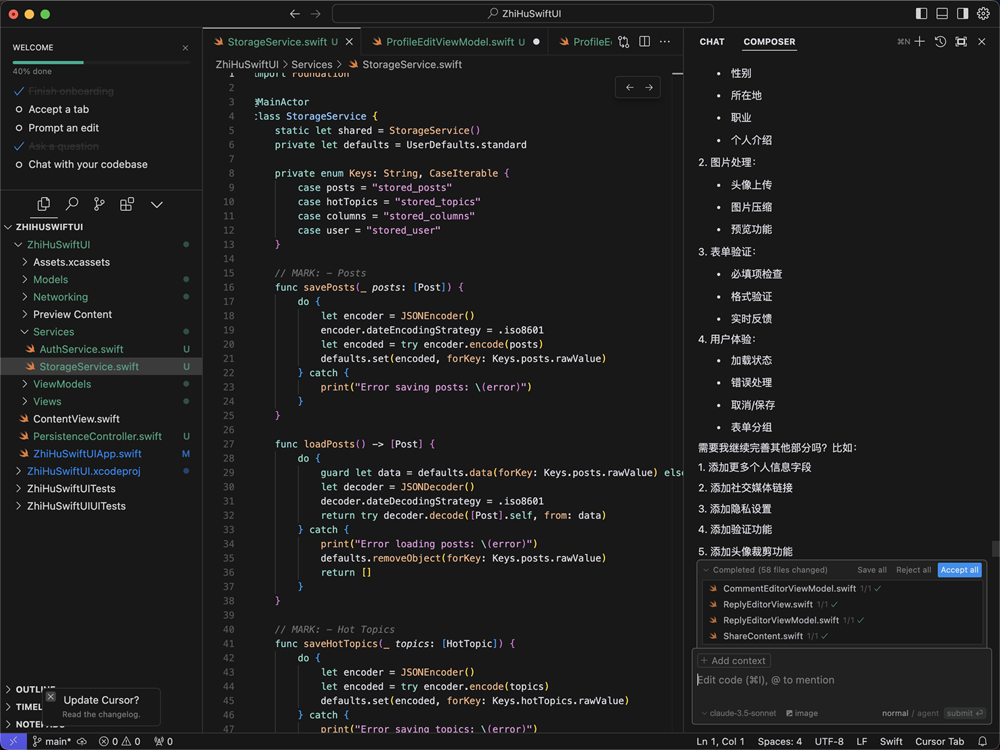 ZhiHuSwiftUI
WELCOME
40% done
Finish onboarding
Accept a tab
Prompt an edit
Ask a question
Chat with your codebase
ZHIHUSWIFTUI
ZhiHuSwiftUI
Assets.xcassets
Models
Networking
Preview Content
Services
AuthService.swift U
StorageService.swift U
ViewModels
Views
ContentView.swift
PersistenceController.swift U
ZhiHuSwiftUIApp.swift M
ZhiHuSwiftUI.xcodeproj
ZhiHuSwiftUITests
ZhiHuSwiftUIUITests
OUTLIN
TIMEL
NOTEPA
Update Cursor?
Read the changelog.
StorageService.swift U
ProfileEditViewModel.swift U
ProfileE
ZhiHuSwiftUI > Services > StorageService.swift
1 import Foundation
2
3 MainActor
4 class StorageService {
5 static let shared = StorageService()
6 private let defaults = UserDefaults.standard
7
8 private enum Keys: String, CaseIterable {
9 case posts = "stored_posts"
10 case hotTopics = "stored_topics"
11 case columns = "stored_columns"
12 case user = "stored_user"
13 }
14
15 // MARK: - Posts
16 func savePosts(_ posts: [Post]) {
17 do {
18 let encoder = JSONEncoder()
19 encoder.dateEncodingStrategy = .iso8601
20 let encoded = try encoder.encode(posts)
21 defaults.set(encoded, forKey: Keys.posts.rawValue)
22 } catch {
23 print("Error saving posts: \(error)")
24 }
25 }
26
27 func loadPosts() -> [Post] {
28 do {
29 guard let data = defaults.data(forKey: Keys.posts.rawValue) else
30 let decoder = JSONDecoder()
31 decoder.dateDecodingStrategy = .iso8601
32 return try decoder.decode([Post].self, from: data)
33 } catch {
34 print("Error loading posts: \(error)")
35 defaults.removeObject(forKey: Keys.posts.rawValue)
36 return []
37 }
38 }
39
40 // MARK: - Hot Topics
41 func saveHotTopics(_ topics: [HotTopic]) {
42 do {
43 let encoder = JSONEncoder()
44 let encoded = try encoder.encode(topics)
45 defaults.set(encoded, forKey: Keys.hotTopics.rawValue)
46 } catch {
47 print("Error saving topics: \(error)")
CHAT COMPOSER ⌘N
• 性别
• 所在地
• 职业
• 个人介绍
2. 图片处理：
• 头像上传
• 图片压缩
• 预览功能
3. 表单验证：
• 必填项检查
• 格式验证
• 实时反馈
4. 用户体验：
• 加载状态
• 错误处理
• 取消/保存
• 表单分组
需要我继续完善其他部分吗？比如：
1. 添加更多个人信息字段
2. 添加社交媒体链接
3. 添加隐私设置
4. 添加验证功能
5. 添加头像裁剪功能
Completed (58 files changed) Save all Reject all Accept all
CommentEditorViewModel.swift 1/1 ✓
ReplyEditorView.swift 1/1 ✓
ReplyEditorViewModel.swift 1/1 ✓
ShareContent.swift 1/1 ✓
+ Add context
Edit code (⌘I), @ to mention
claude-3.5-sonnet image normal / agent submit ⏎
main* 0 0 0
Ln 1, Col 1 Spaces: 4 UTF-8 LF Swift Cursor Tab